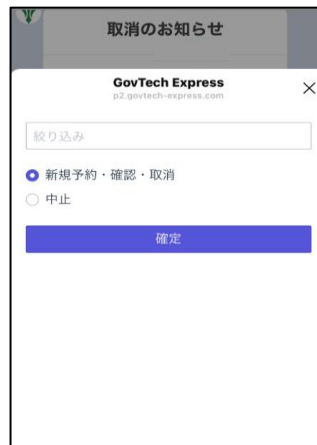 取消のお知らせ
GovTech Express
p2.govtech-express.com
絞り込み
新規予約・確認・取消
中止
確定